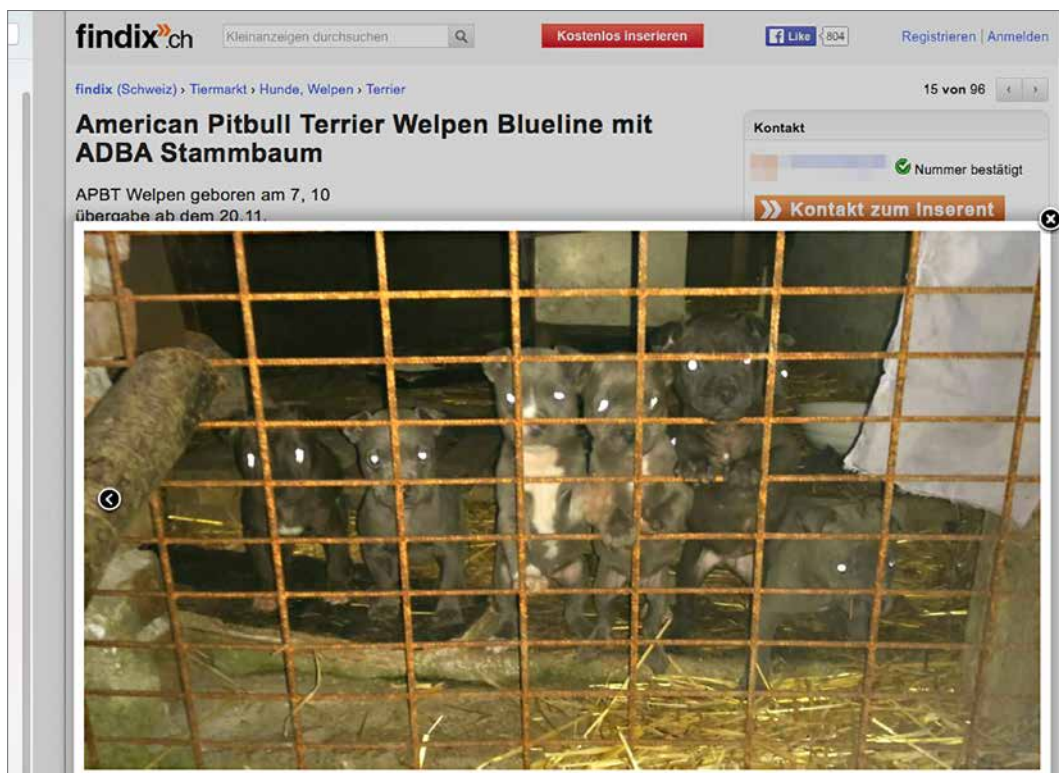 findix».ch
Kleinanzeigen durchsuchen
Kostenlos inserieren
Like 804
Registrieren | Anmelden
findix (Schweiz) › Tiermarkt › Hunde, Welpen › Terrier
15 von 96
American Pitbull Terrier Welpen Blueline mit
ADBA Stammbaum
APBT Welpen geboren am 7, 10
übergabe ab dem 20.11.
Kontakt
Nummer bestätigt
Kontakt zum Inserent